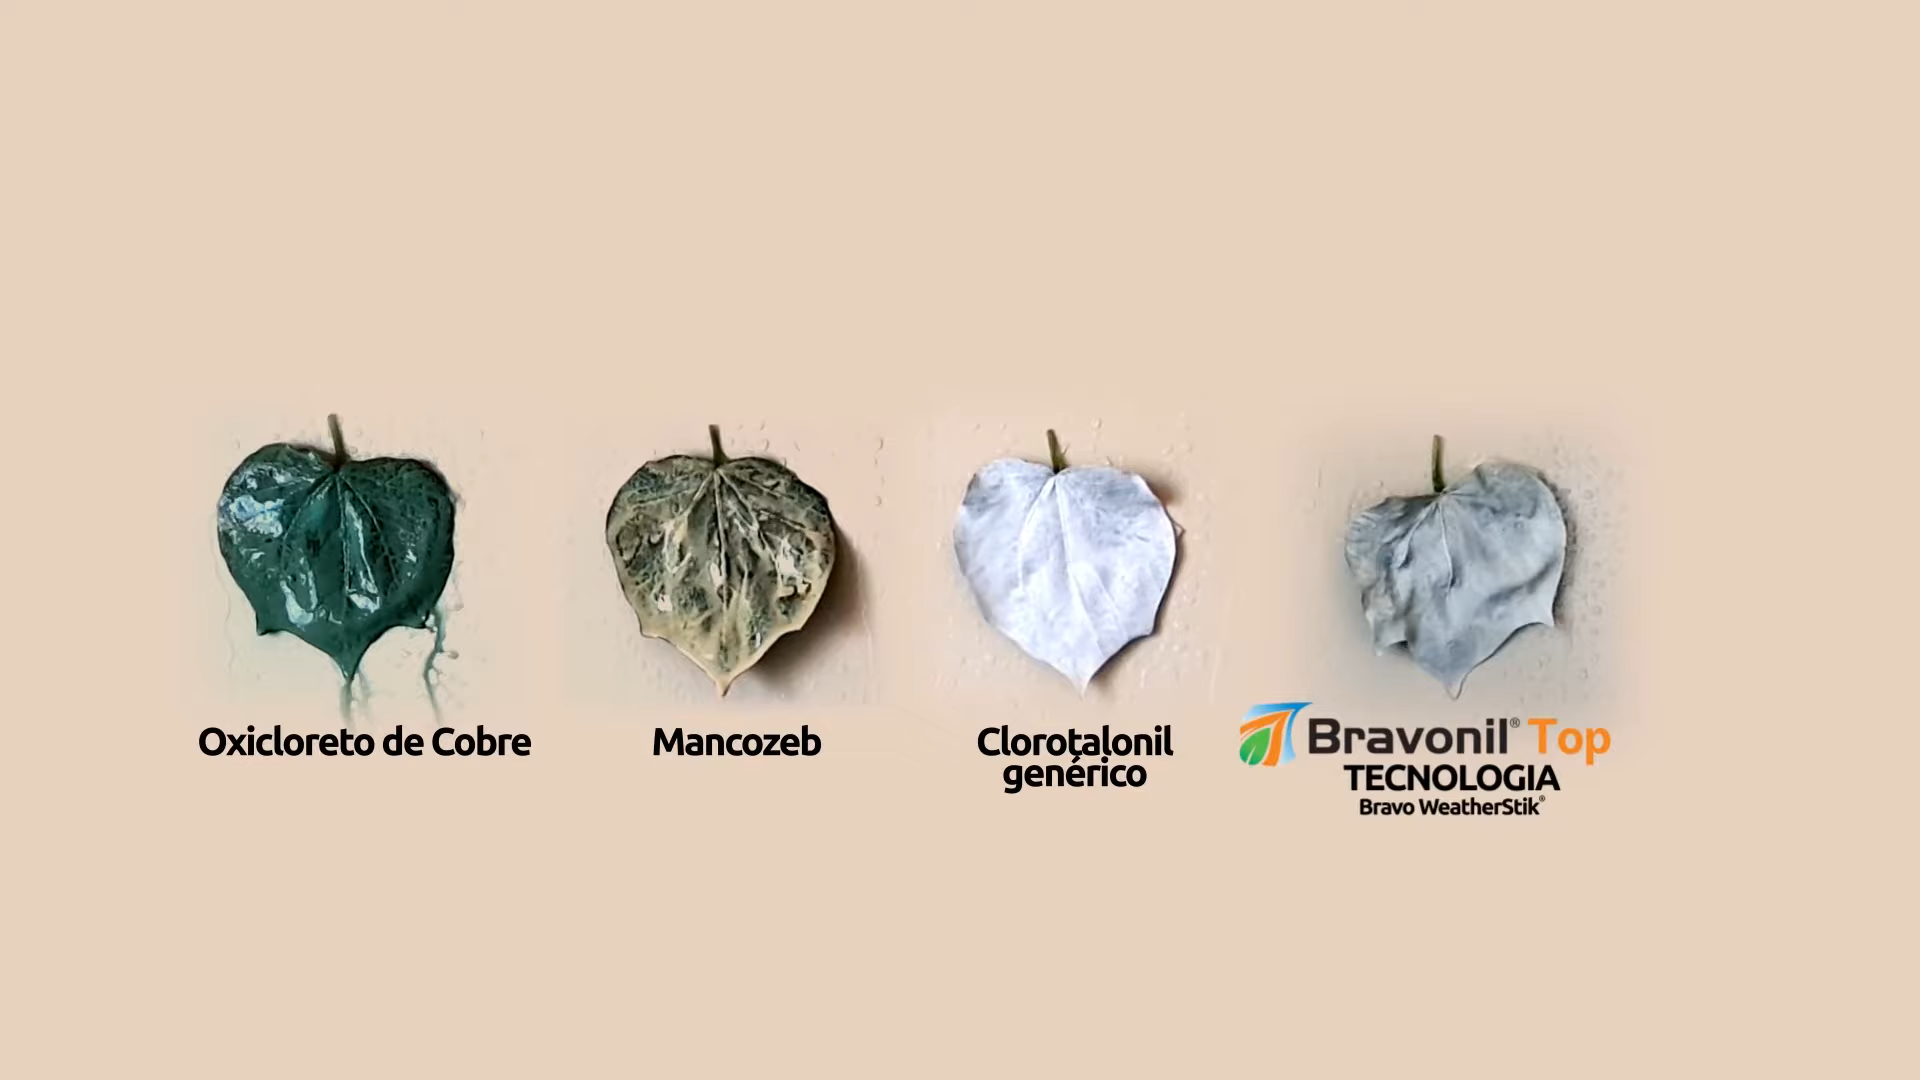 Oxicloreto de Cobre
Mancozeb
Clorotalonil
genérico
Bravonil® Top
TECNOLOGIA
Bravo WeatherStik®